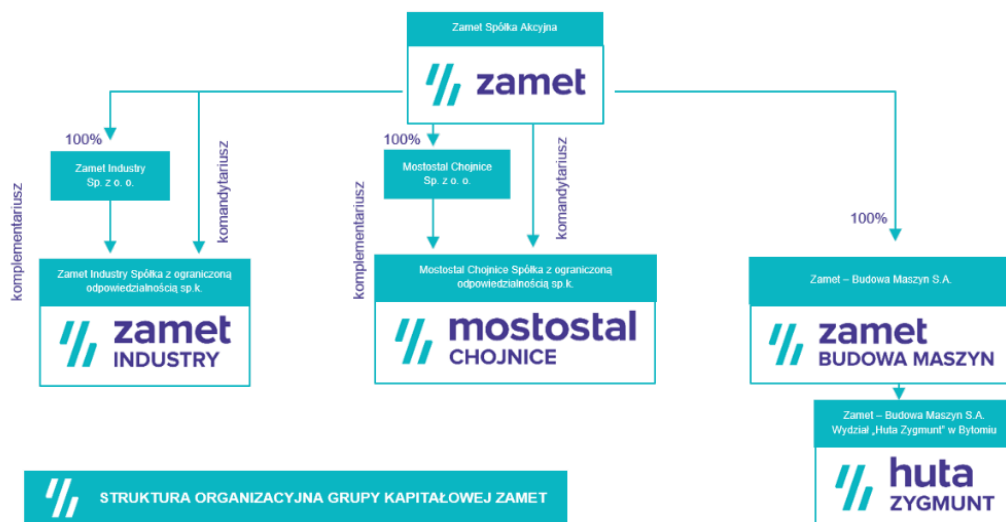 Zamet Spółka Akcyjna
zamet
100%
100%
100%
Zamet Industry
Sp. z o. o.
Mostostal Chojnice
Sp. z o. o.
komplementariusz
komandytariusz
komplementariusz
komandytariusz
Zamet Industry Spółka z ograniczoną
odpowiedzialnością sp.k.
zamet
INDUSTRY
Mostostal Chojnice Spółka z ograniczoną
odpowiedzialnością sp.k.
mostostal
CHOJNICE
Zamet – Budowa Maszyn S.A.
zamet
BUDOWA MASZYN
Zamet – Budowa Maszyn S.A.
Wydział „Huta Zygmunt" w Bytomiu
huta
ZYGMUNT
STRUKTURA ORGANIZACYJNA GRUPY KAPITAŁOWEJ ZAMET